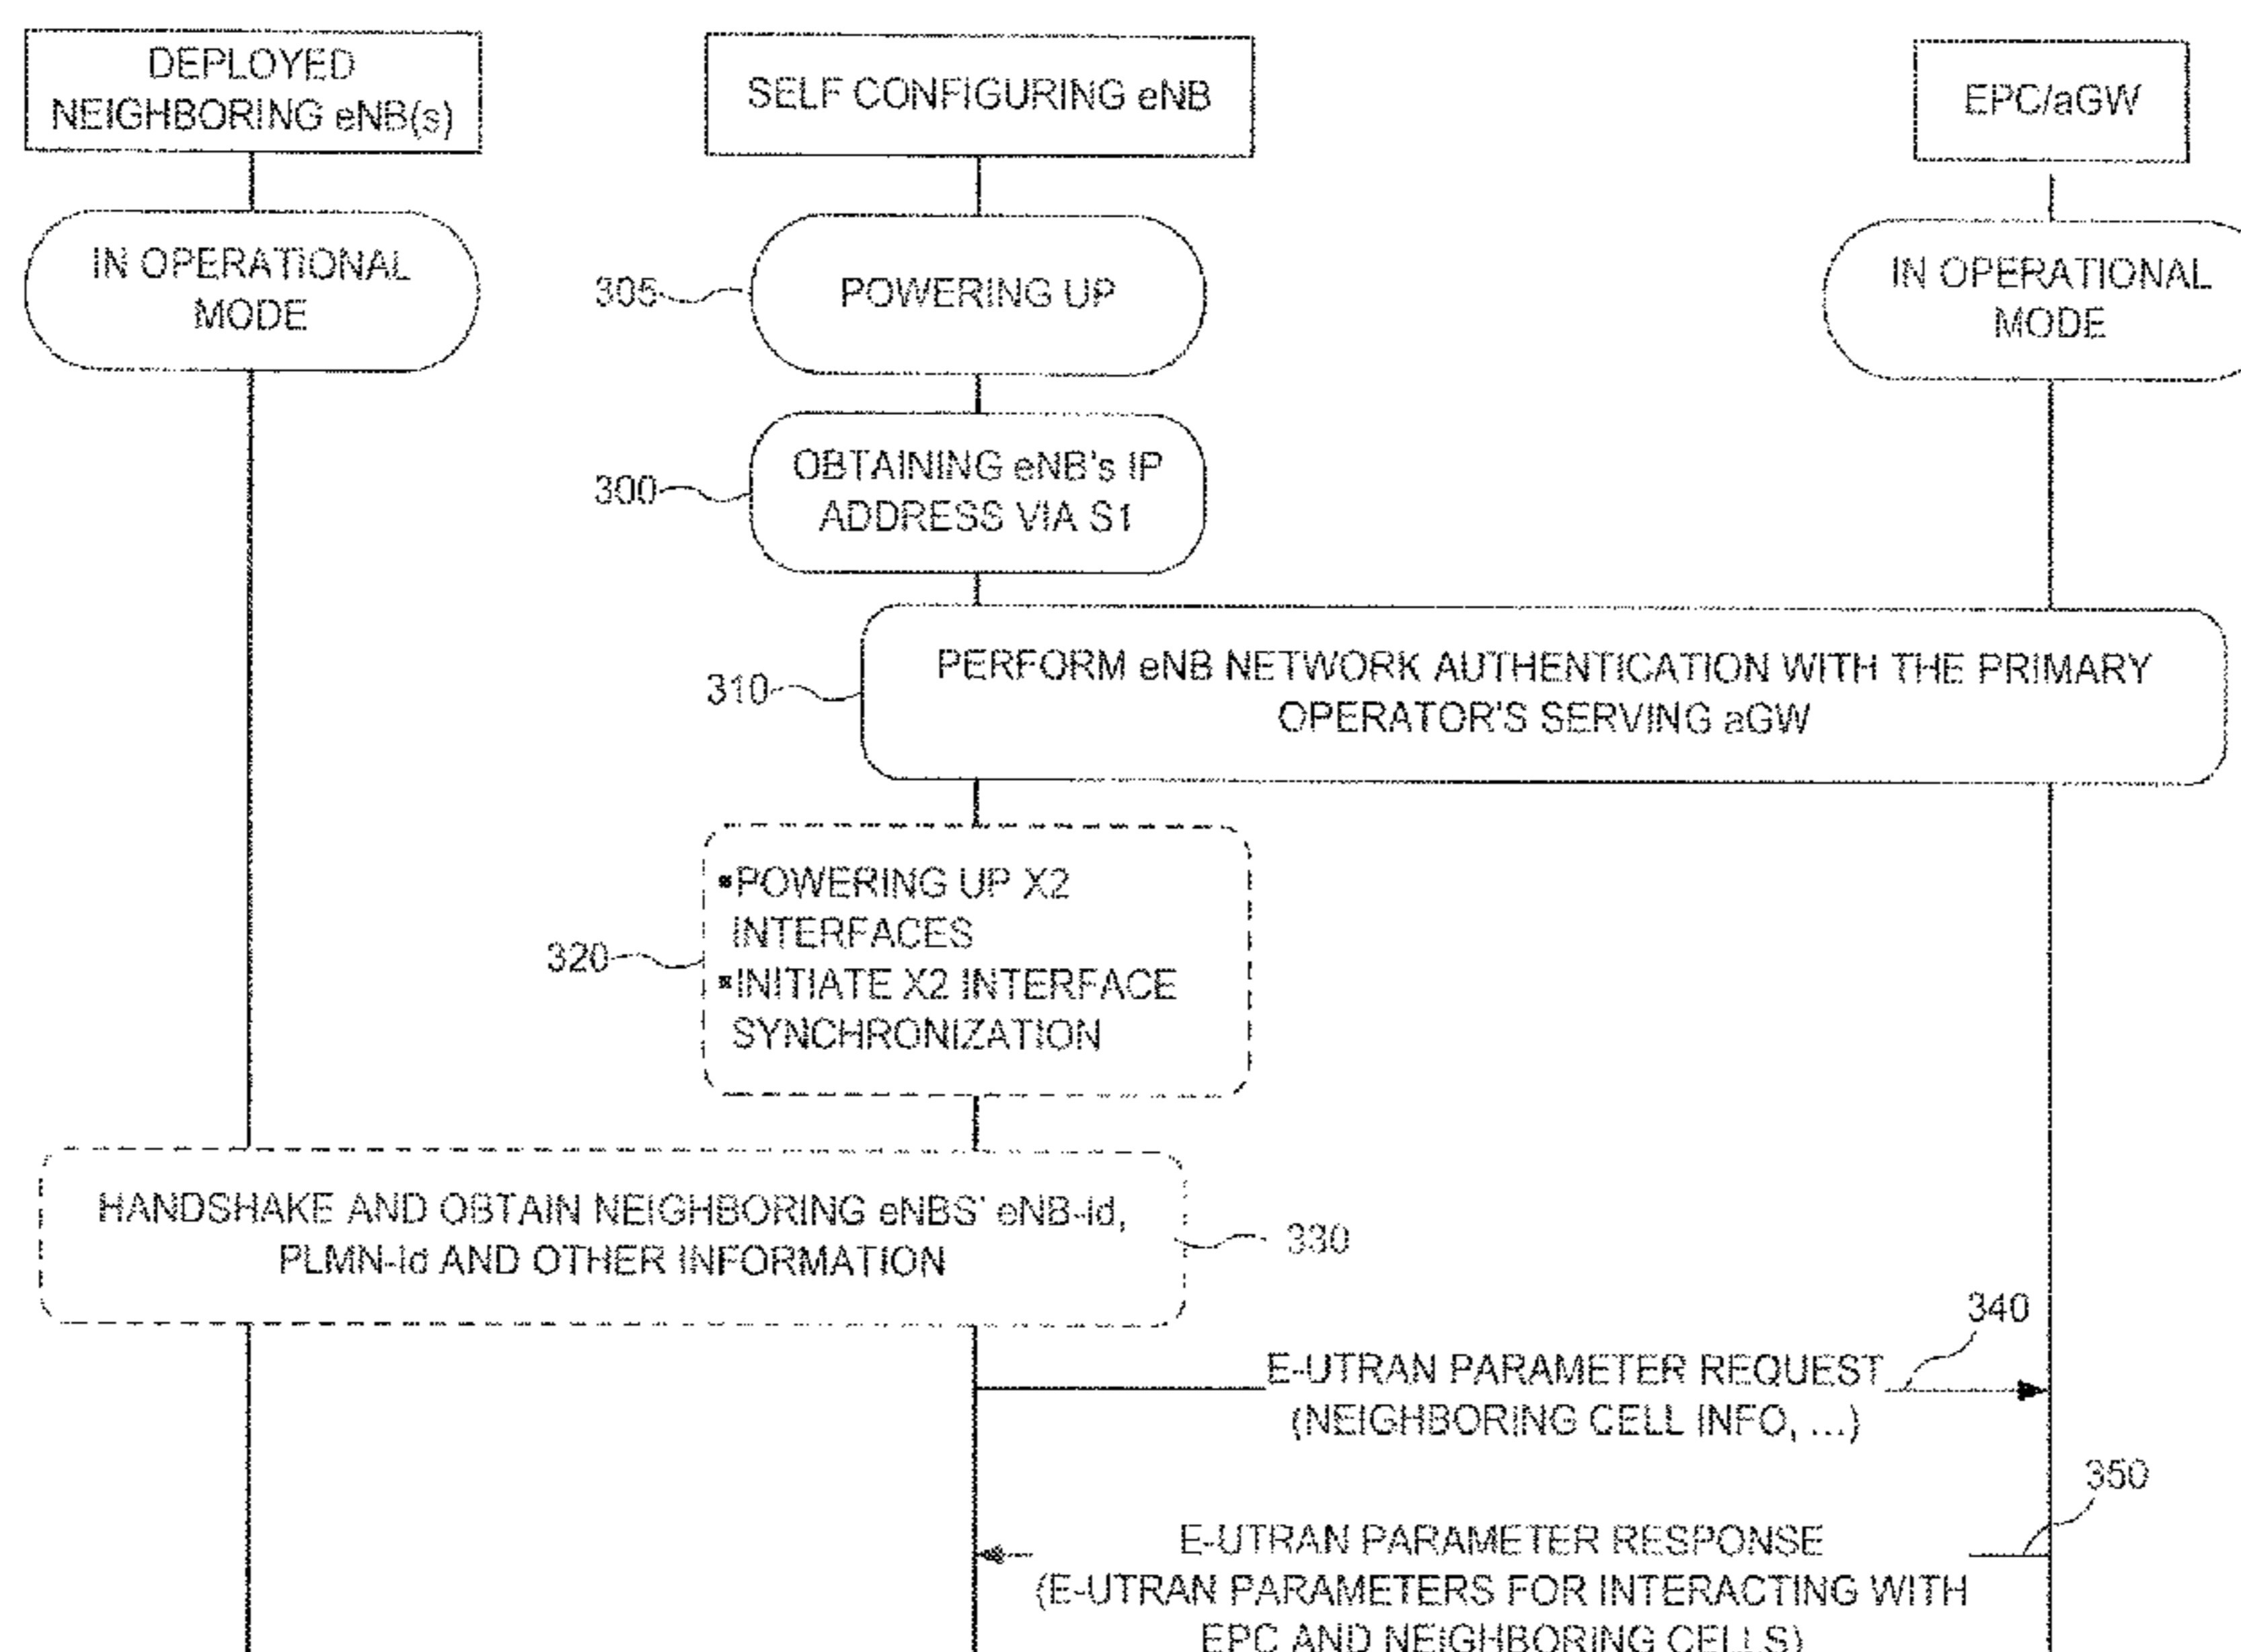 DEPLOYED
NEIGHBORING eNB(s)
SELF CONFIGURING eNB
EPC/aGW
IN OPERATIONAL
MODE
305
POWERING UP
IN OPERATIONAL
MODE
300
OBTAINING eNB's IP
ADDRESS VIA S1
310
PERFORM eNB NETWORK AUTHENTICATION WITH THE PRIMARY
OPERATOR'S SERVING aGW
320
*POWERING UP X2
INTERFACES
*INITIATE X2 INTERFACE
SYNCHRONIZATION
HANDSHAKE AND OBTAIN NEIGHBORING eNBS' eNB-id,
PLMN-id AND OTHER INFORMATION
330
340
E-UTRAN PARAMETER REQUEST
(NEIGHBORING CELL INFO, ...)
350
E-UTRAN PARAMETER RESPONSE
(E-UTRAN PARAMETERS FOR INTERACTING WITH
EPC AND NEIGHBORING CELLS)